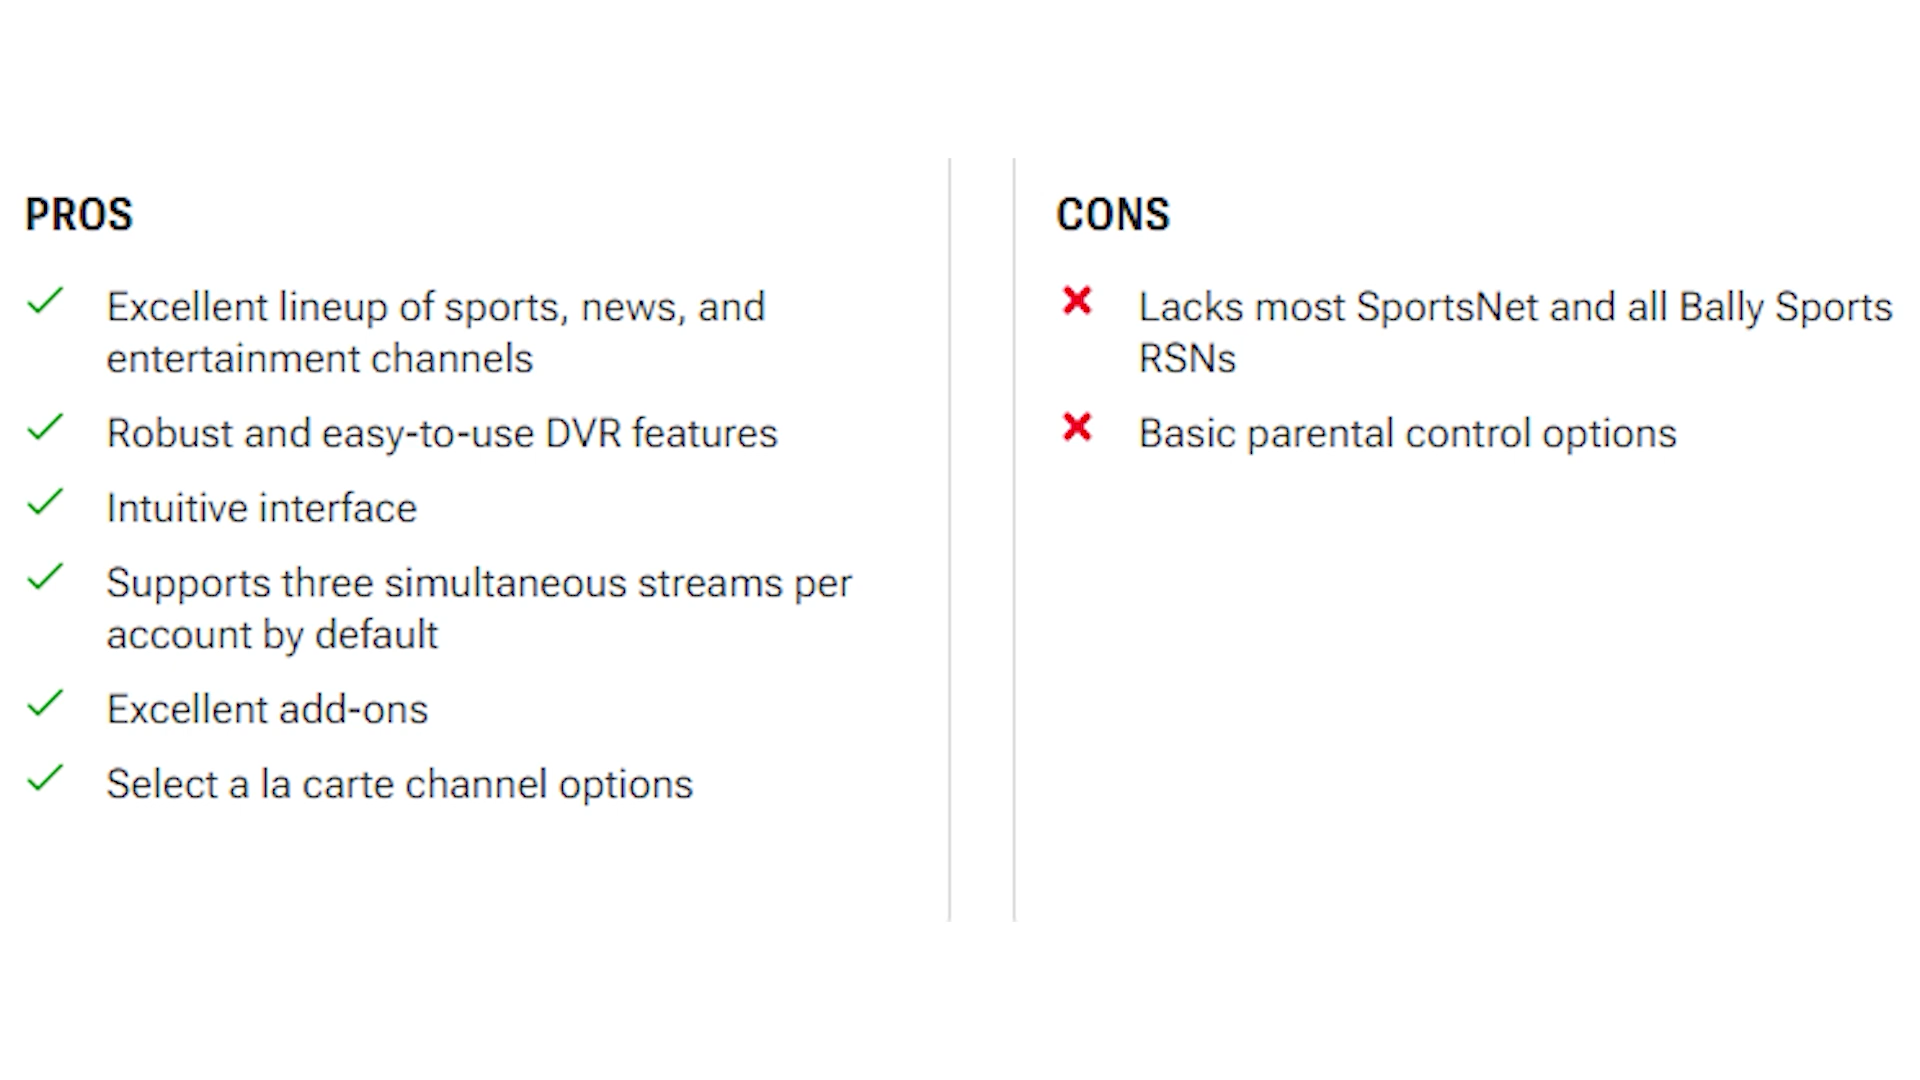 PROS
Excellent lineup of sports, news, and
entertainment channels
Robust and easy-to-use DVR features
Intuitive interface
Supports three simultaneous streams per
account by default
Excellent add-ons
Select a la carte channel options
CONS
Lacks most SportsNet and all Bally Sports
RSNs
Basic parental control options